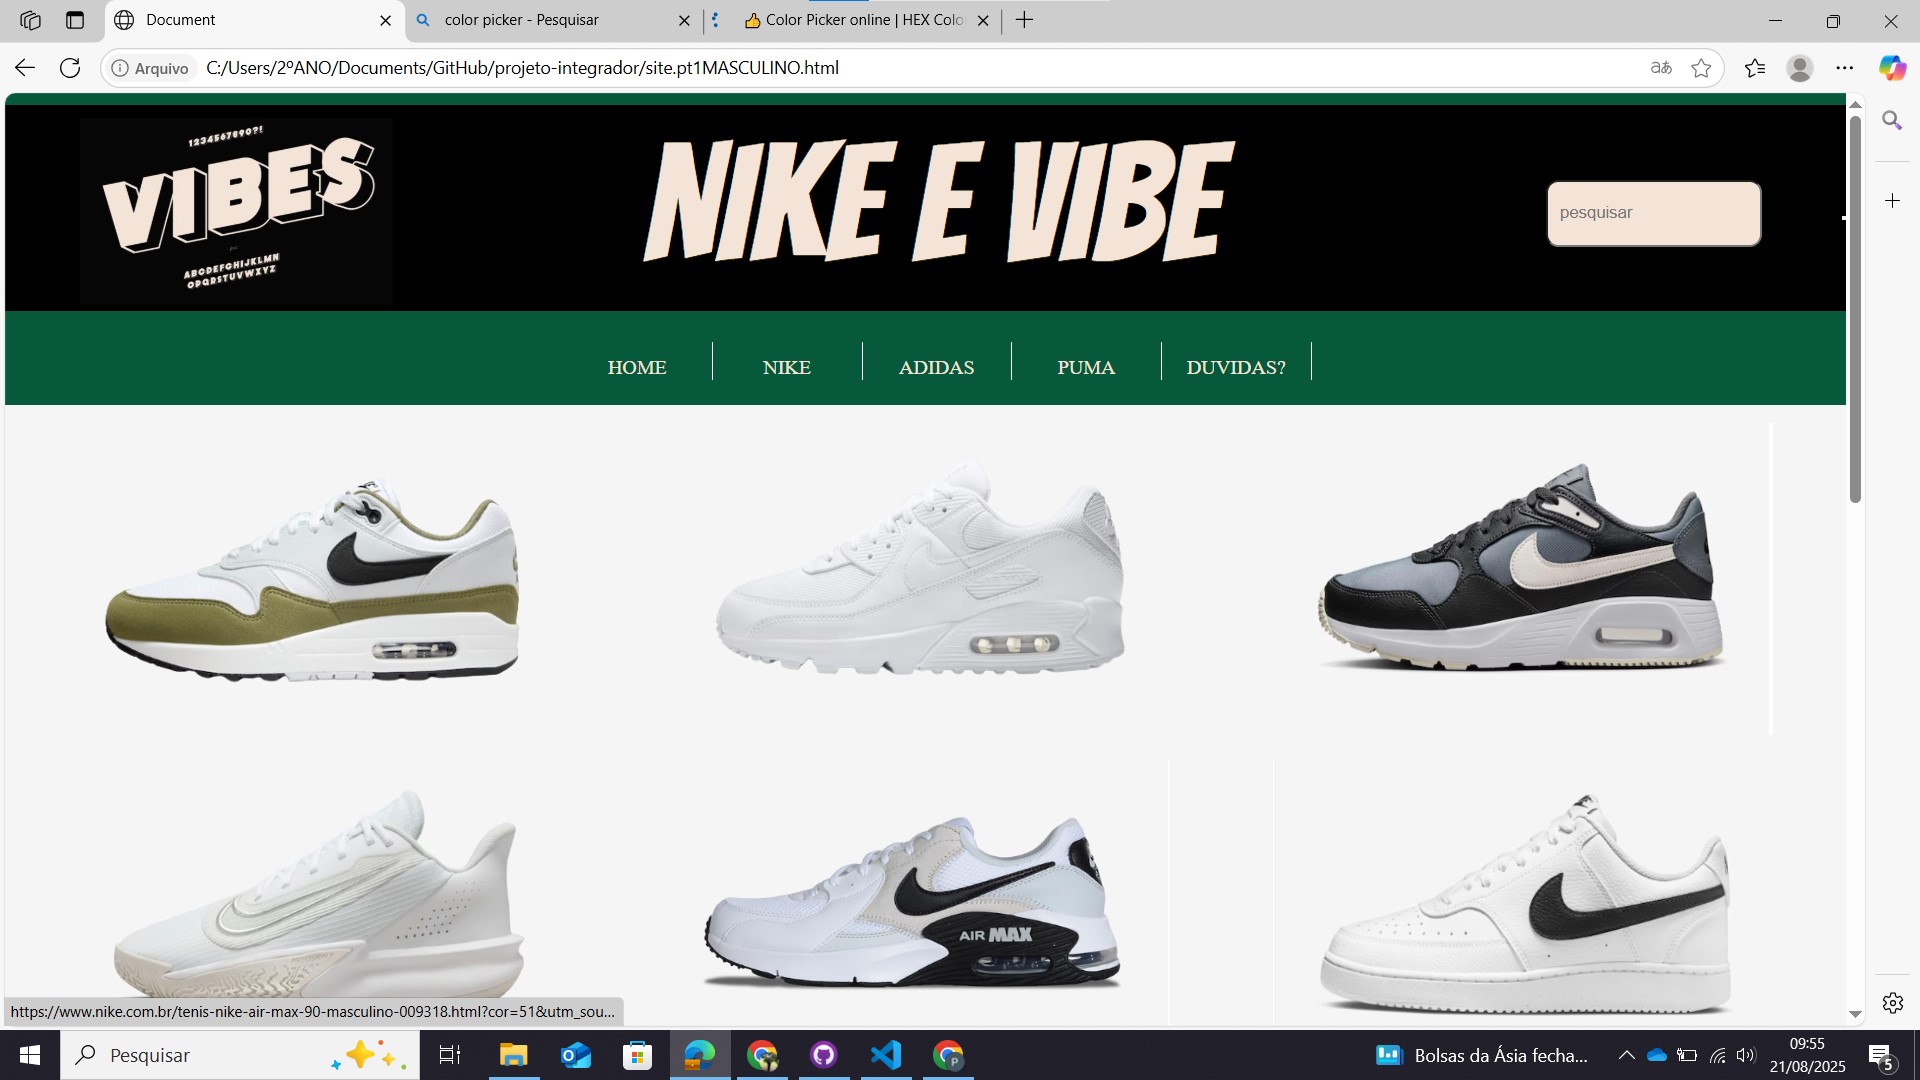 Document
color picker - Pesquisar
Color Picker online | HEX Colo
Arquivo
C:/Users/2ºANO/Documents/GitHub/projeto-integrador/site.pt1MASCULINO.html
aあ
1234567890?!
VIBES
ABCDEFGHIJKLMN
OPQRSTUVWXYZ
NIKE E VIBE
pesquisar
HOME
NIKE
ADIDAS
PUMA
DUVIDAS?
AIR MAX
https://www.nike.com.br/tenis-nike-air-max-90-masculino-009318.html?cor=51&utm_sou...
Pesquisar
Bolsas da Ásia fecha...
09:55
21/08/2025
5